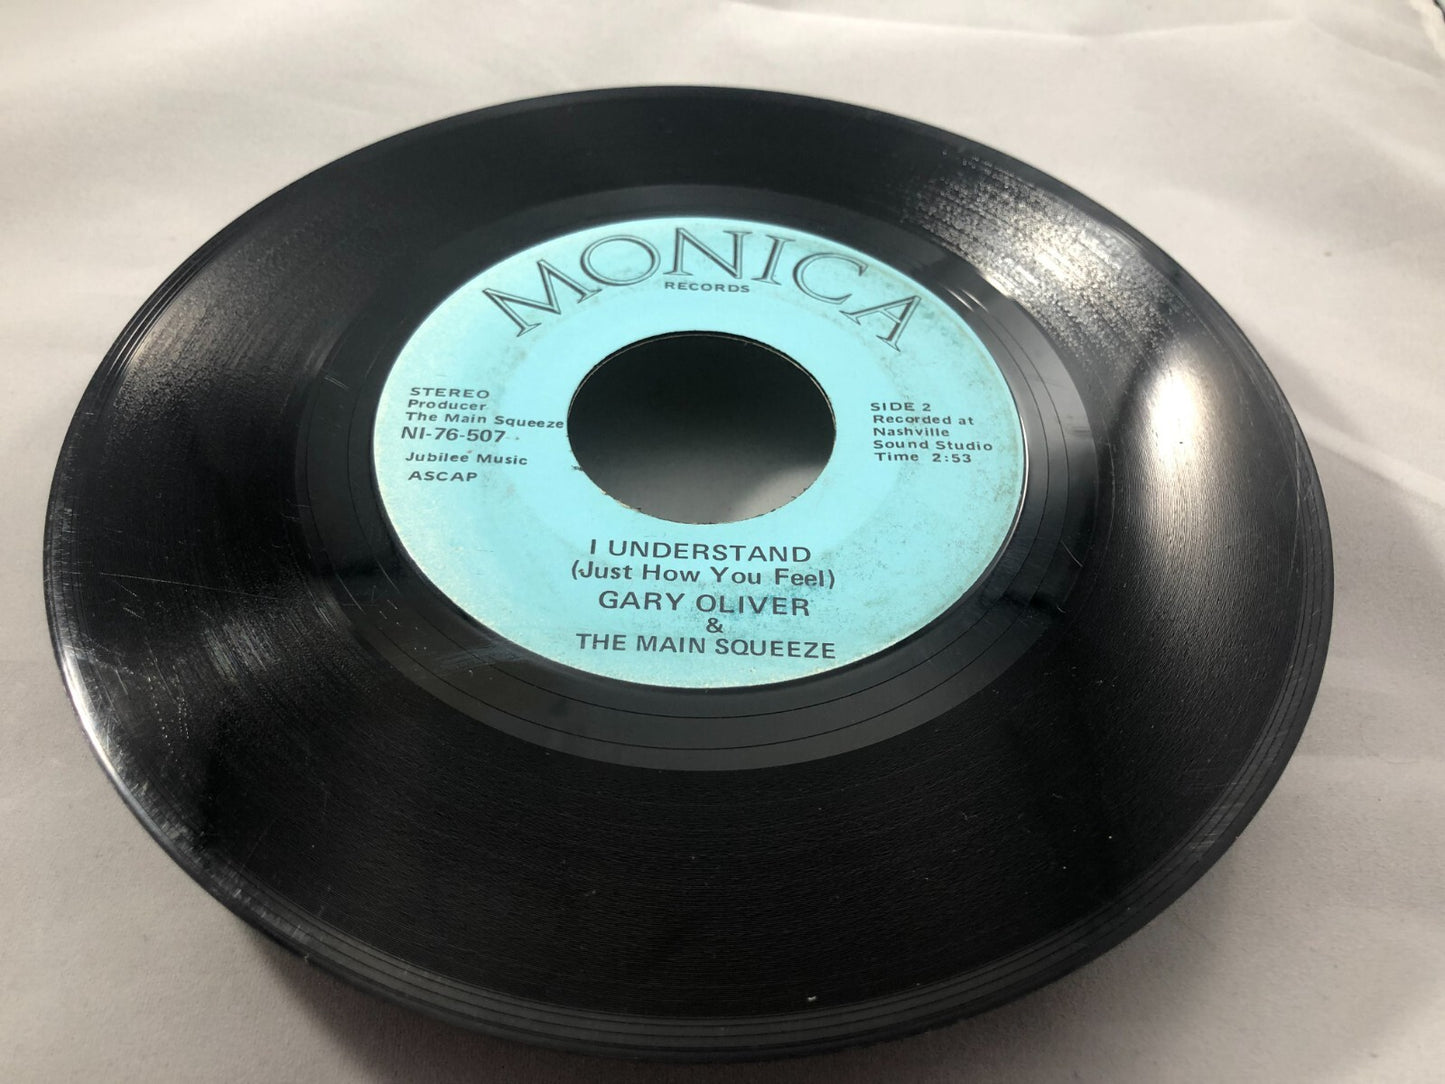 MONICA
RECORDS
STEREO
Producer
The Main Squeeze
NI-76-507
Jubilee Music
ASCAP
SIDE 2
Recorded at
Nashville
Sound Studio
Time 2:53
I UNDERSTAND
(Just How You Feel)
GARY OLIVER
&
THE MAIN SQUEEZE